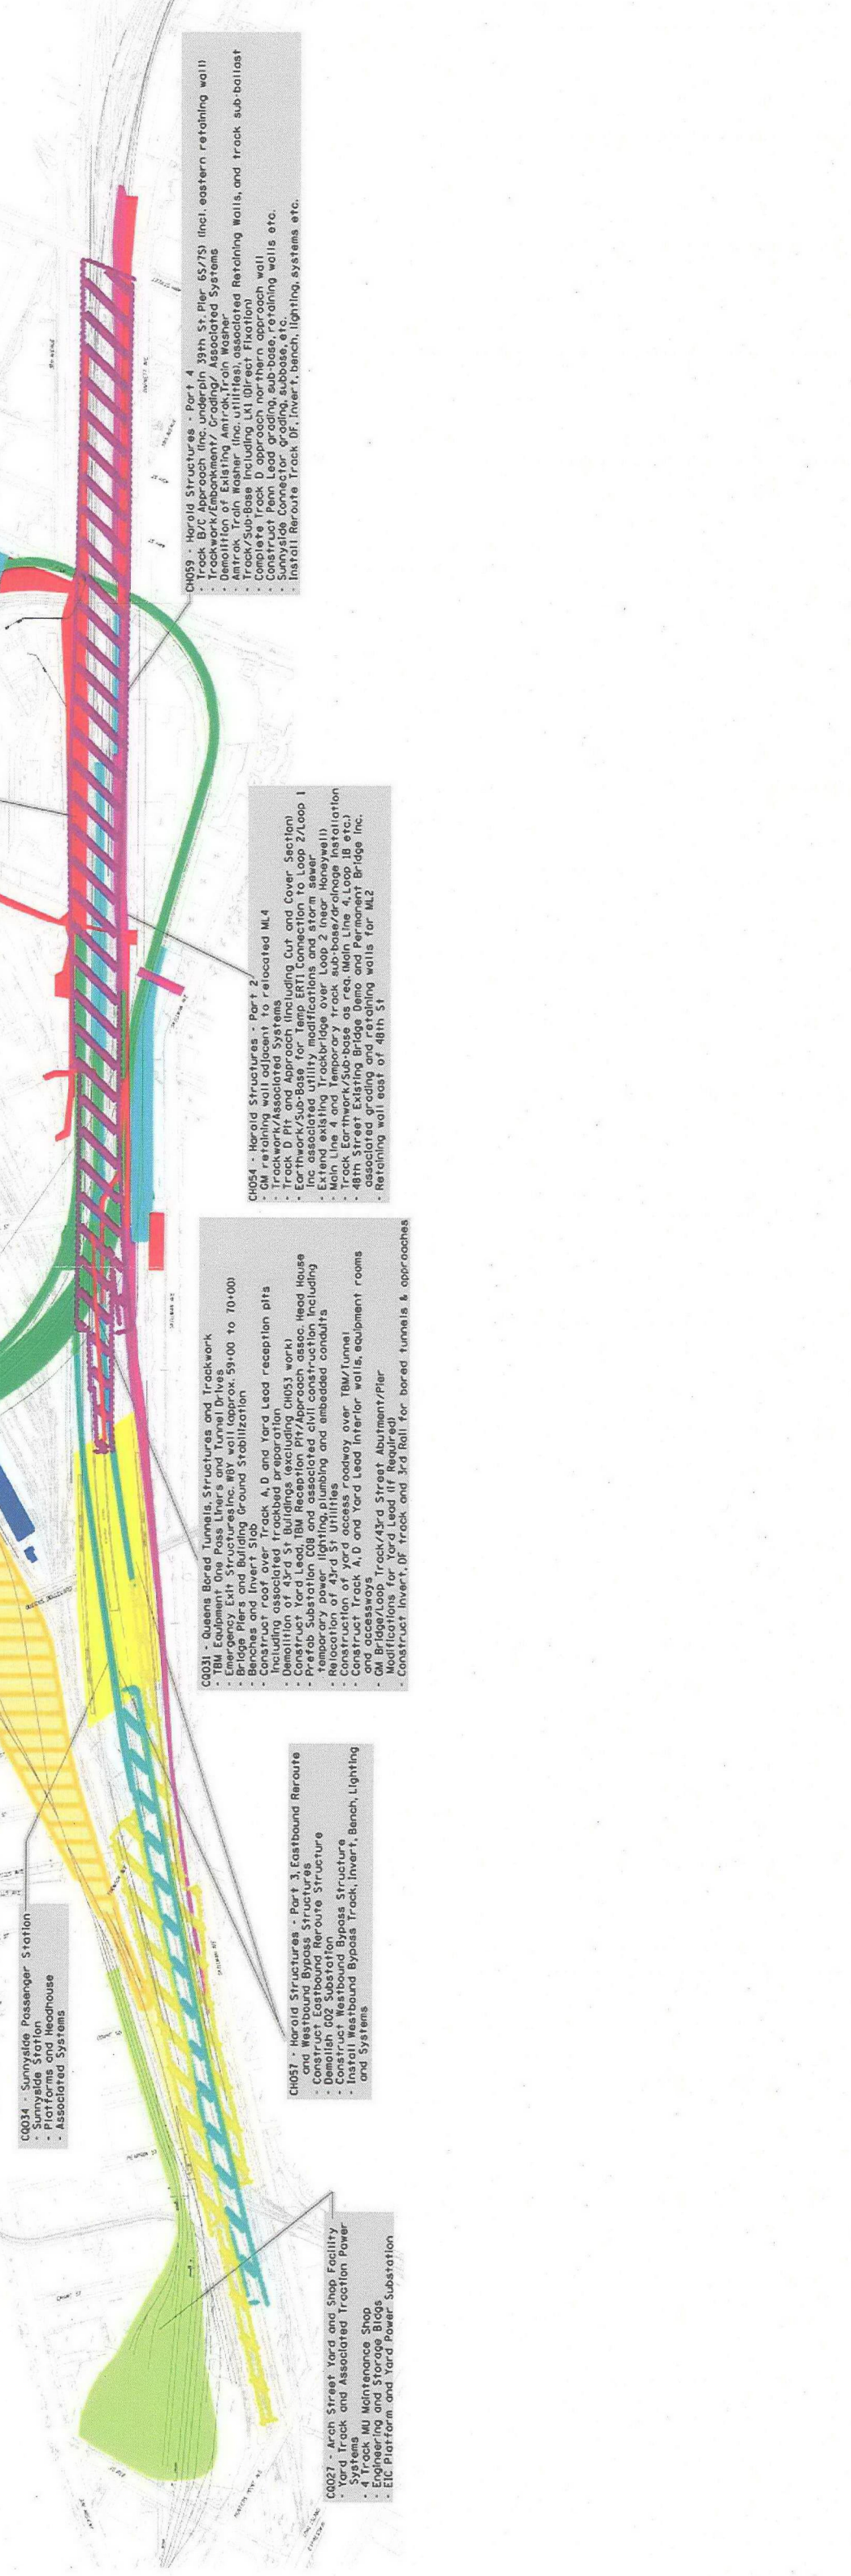 CH059 - Harold Structures - Part 4
- Track B/C Approach (Inc. underpin 39th St. Pier 6S/7S) (Incl. eastern retaining wall)
- Trackwork/Embankment/ Grading/ Associated Systems
- Demolition of Existing Amtrak Train Washer
- Amtrak Train Washer (Inc. utilities), associated Retaining Walls, and track sub-ballast
- Track/Sub-Base Including LKI (Direct Fixation)
- Complete Track D approach northern approach wall
- Construct Penn Lead grading, sub-base, retaining walls etc.
- Sunnyside Connector grading, subbase, etc.
- Install Reroute Track DF, Invert, bench, lighting, systems etc.
CH054 - Harold Structures - Part 2
- GM retaining wall adjacent to relocated ML4
- Trackwork/Associated Systems
- Track D Pit and Approach (Including Cut and Cover Section)
- Earthwork/Sub-Base for Temp ERT1 Connection to Loop 2/Loop 1
Inc associated utility modifications and storm sewer
- Extend existing Trackbridge over Loop 2 (near Honeywell)
- Main Line 4 and Temporary track sub-base/drainage installation
- Track Earthwork/Sub-base as req. (Main Line 4, Loop 1B etc.)
- 48th Street Existing Bridge Demo and Permanent Bridge Inc.
associated grading and retaining walls for ML2
- Retaining wall east of 48th St
CQ031 - Queens Bored Tunnels, Structures and Trackwork
- TBM Equipment One Pass Liners and Tunnel Drives
- Emergency Exit Structures Inc. WBY wall (approx. 59+00 to 70+00)
- Bridge Piers and Building Ground Stabilization
- Benches and Invert Slab
- Construct roof over Track A, D and Yard Lead reception pits
Including associated trackbed preparation
- Demolition of 43rd St Buildings (excluding CH053 work)
- Construct Yard Lead, TBM Reception Pit/Approach assoc. Head House
- Prefab Substation C08 and associated civil construction including
temporary power lighting, plumbing and embedded conduits
- Relocation of 43rd St Utilities
- Construction of yard access roadway over TBM/Tunnel
- Construct Track A, D and Yard Lead Interior walls, equipment rooms
and accessways
- GM Bridge/Loop Track/43rd Street Abutment/Pier
Modifications for Yard Lead (If Required)
- Construct Invert, DF track and 3rd Rail for bored tunnels & approaches
CH057 - Harold Structures - Part 3, Eastbound Reroute
and Westbound Bypass Structures
- Construct Eastbound Reroute Structure
- Demolish G02 Substation
- Construct Westbound Bypass Structure
- Install Westbound Bypass Track, Invert, Bench, Lighting
and Systems
CQ034 - Sunnyside Passenger Station
- Sunnyside Station
- Platforms and Headhouse
- Associated Systems
CQ027 - Arch Street Yard and Shop Facility
- Yard Track and Associated Traction Power
Systems
- 4 Track MU Maintenance Shop
- Engineering and Storage Bldgs
- EIC Platform and Yard Power Substation